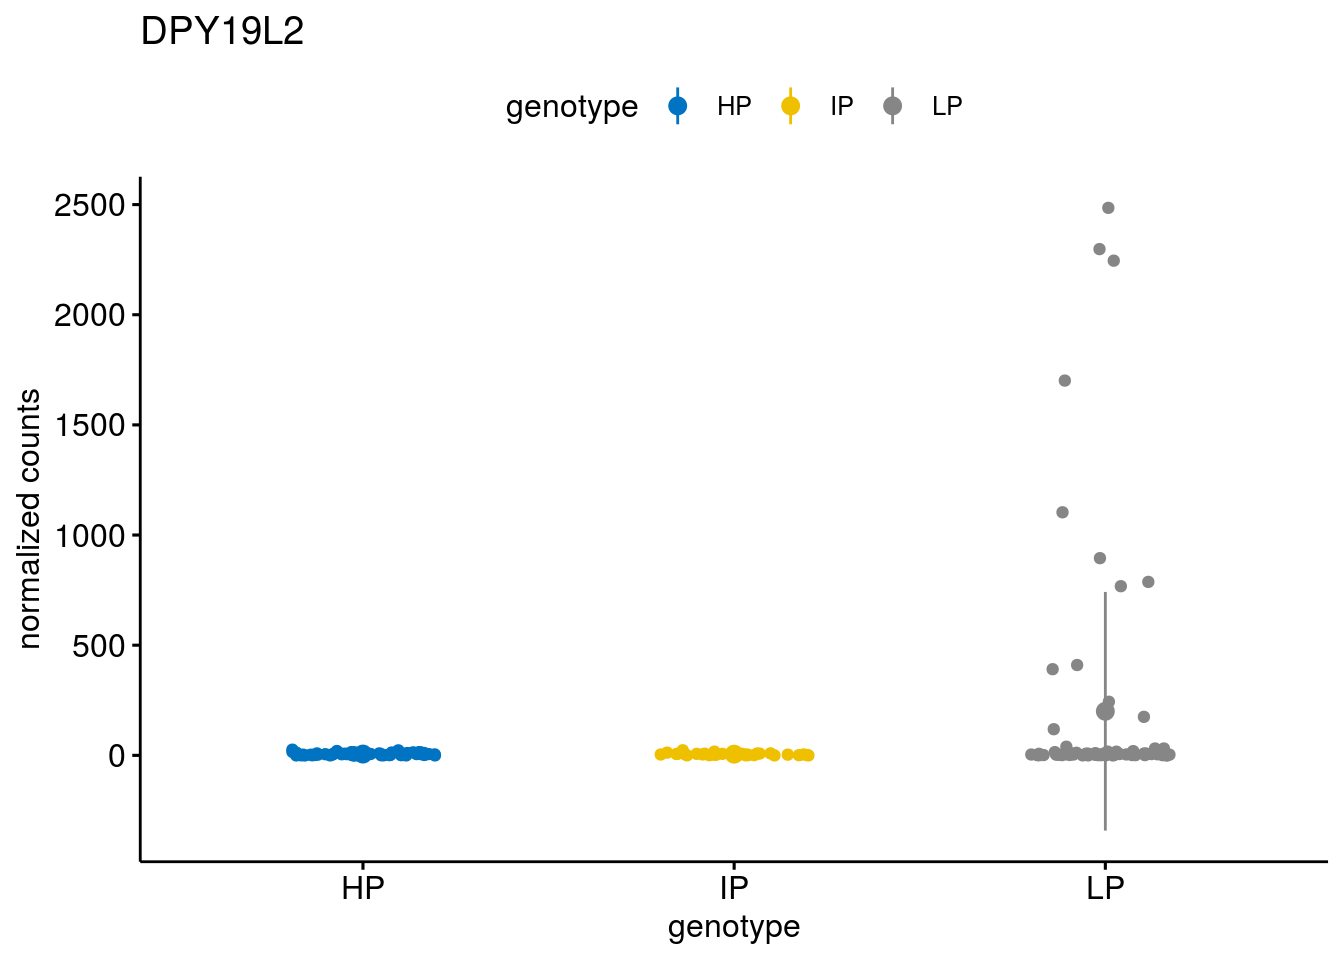 DPY19L2
genotype HP IP LP
2500
2000
1500
1000
500
0
normalized counts
HP IP LP
genotype